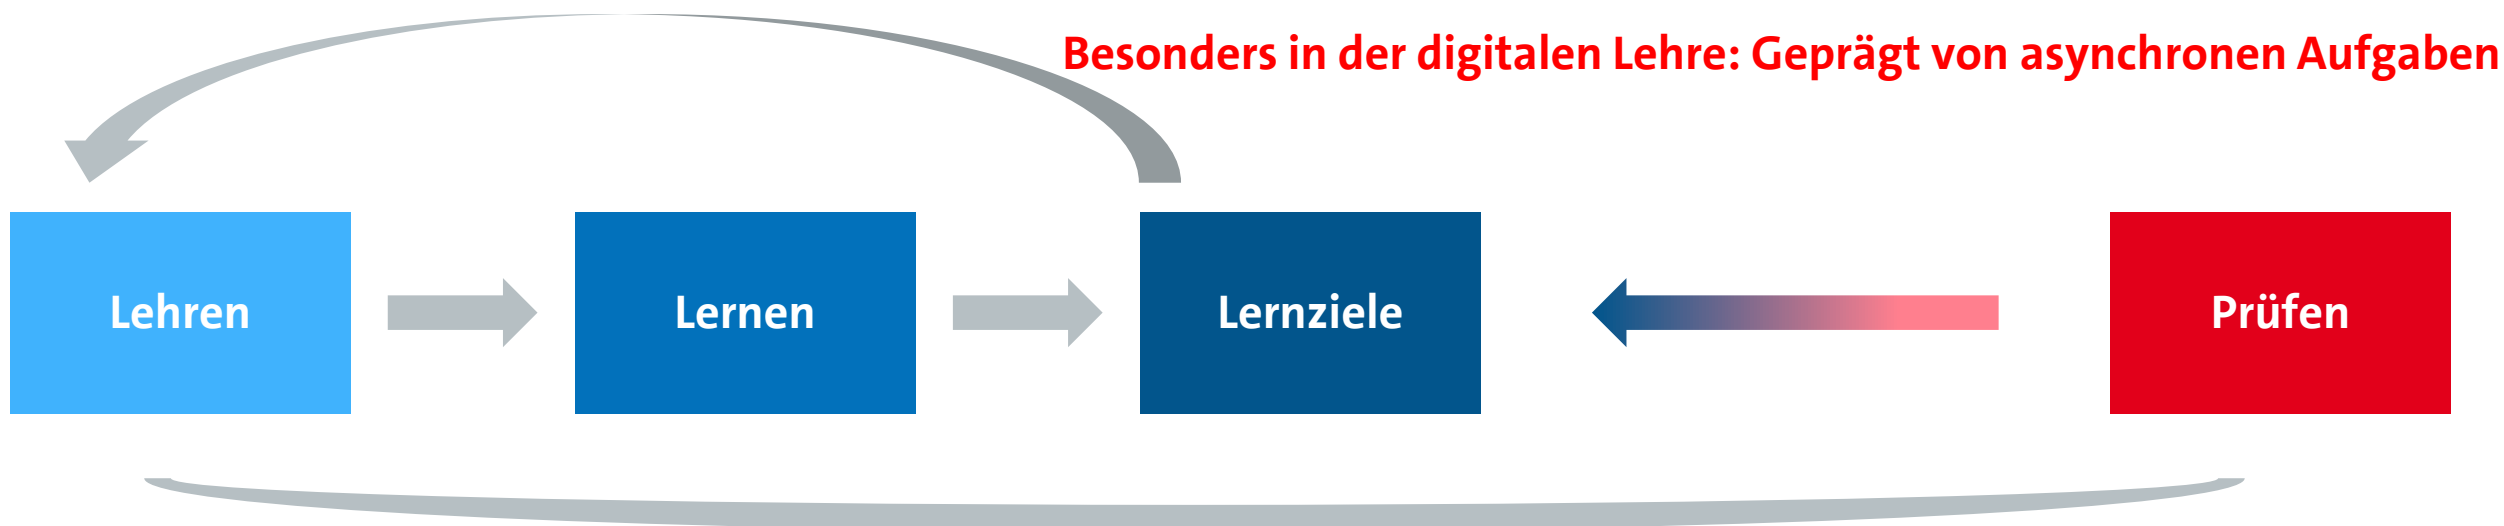 Besonders in der digitalen Lehre: Geprägt von asynchronen Aufgaben
Lehren
Lernen
Lernziele
Prüfen